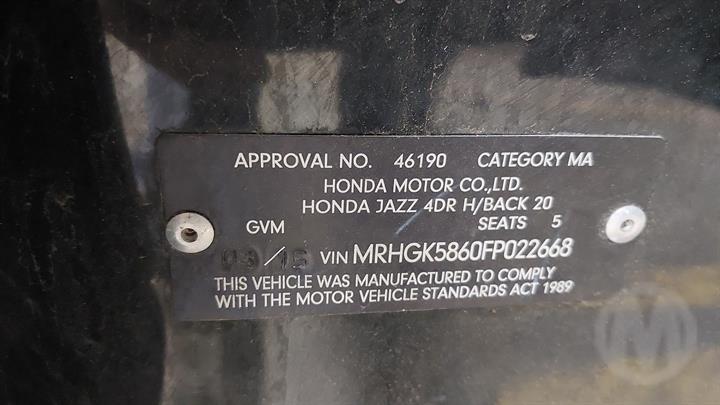 APPROVAL NO. 46190 CATEGORY MA
HONDA MOTOR CO.,LTD.
HONDA JAZZ 4DR H/BACK 20
GVM SEATS 5
VIN MRHGK5860FP022668
THIS VEHICLE WAS MANUFACTURED TO COMPLY
WITH THE MOTOR VEHICLE STANDARDS ACT 1989
M